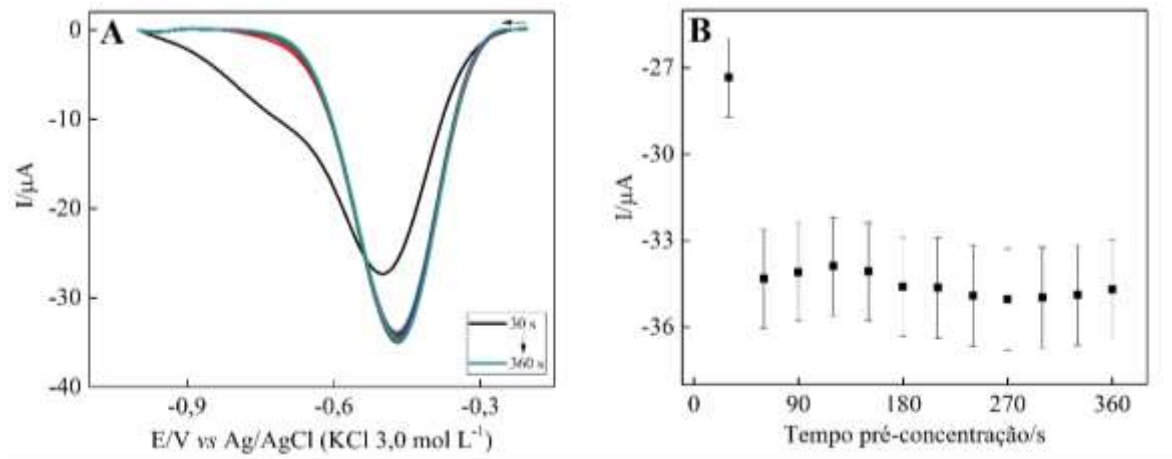 A
0
-10
-20
-30
-40
I/µA
-0,9
-0,6
-0,3
E/V vs Ag/AgCl (KCl 3,0 mol L⁻¹)
30 s
360 s
B
-27
-30
-33
-36
I/µA
0
90
180
270
360
Tempo pré-concentração/s